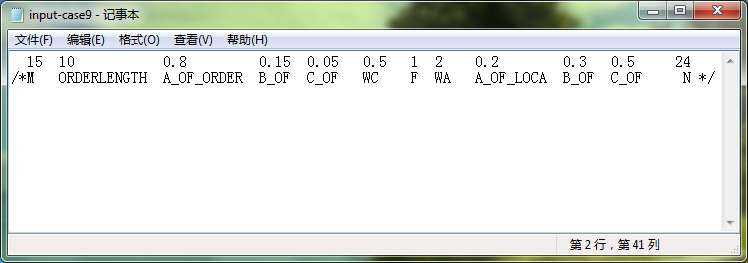 input-case9 - 记事本
文件(F) 编辑(E) 格式(O) 查看(V) 帮助(H)
15 10 0.8 0.15 0.05 0.5 1 2 0.2 0.3 0.5 24
/*M ORDERLENGTH A_OF_ORDER B_OF C_OF WC F WA A_OF_LOCA B_OF C_OF N */
第 2 行，第 41 列